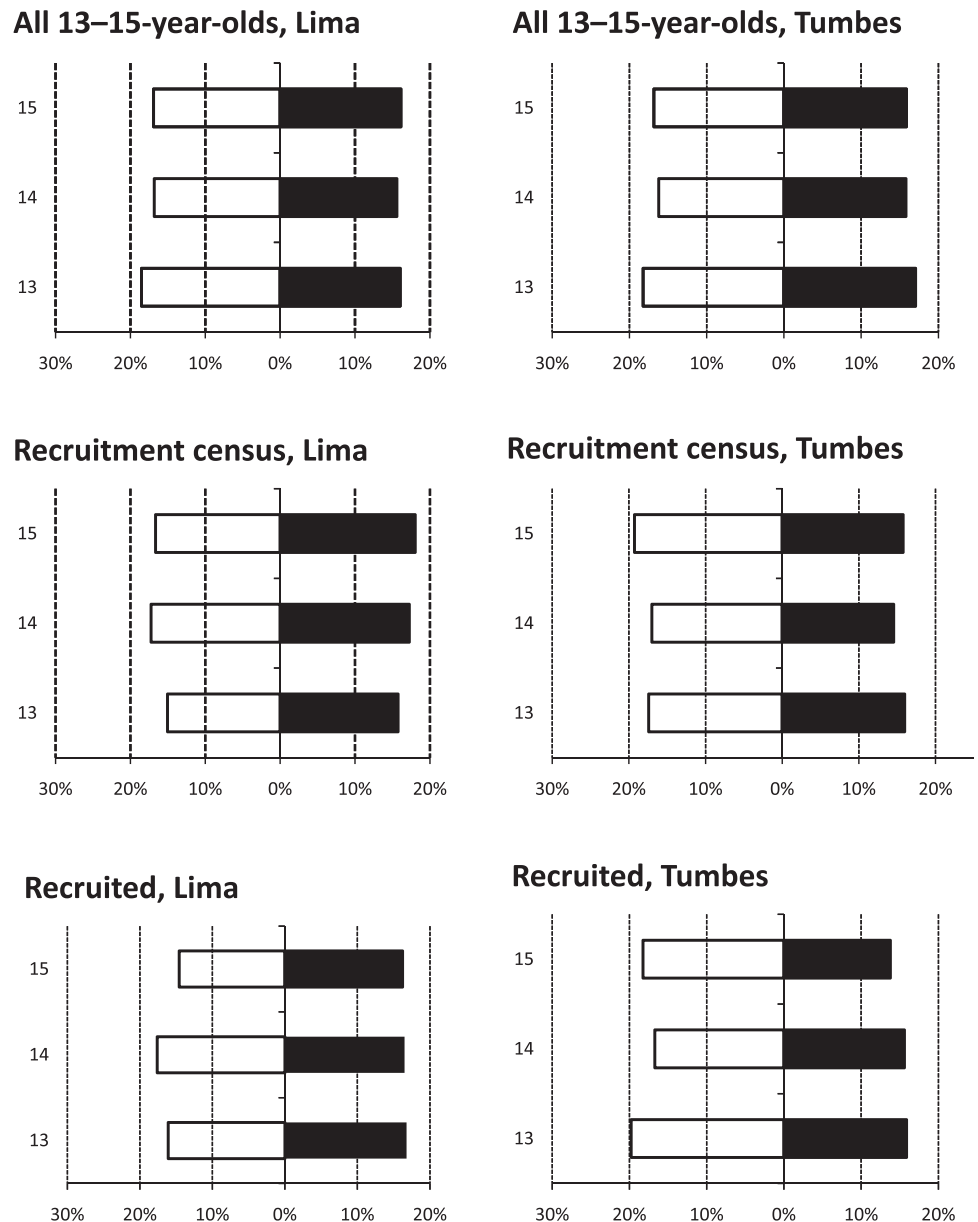 All 13–15-year-olds, Lima
15
14
13
30% 20% 10% 0% 10% 20%
All 13–15-year-olds, Tumbes
15
14
13
30% 20% 10% 0% 10% 20%
Recruitment census, Lima
15
14
13
30% 20% 10% 0% 10% 20%
Recruitment census, Tumbes
15
14
13
30% 20% 10% 0% 10% 20%
Recruited, Lima
15
14
13
30% 20% 10% 0% 10% 20%
Recruited, Tumbes
15
14
13
30% 20% 10% 0% 10% 20%